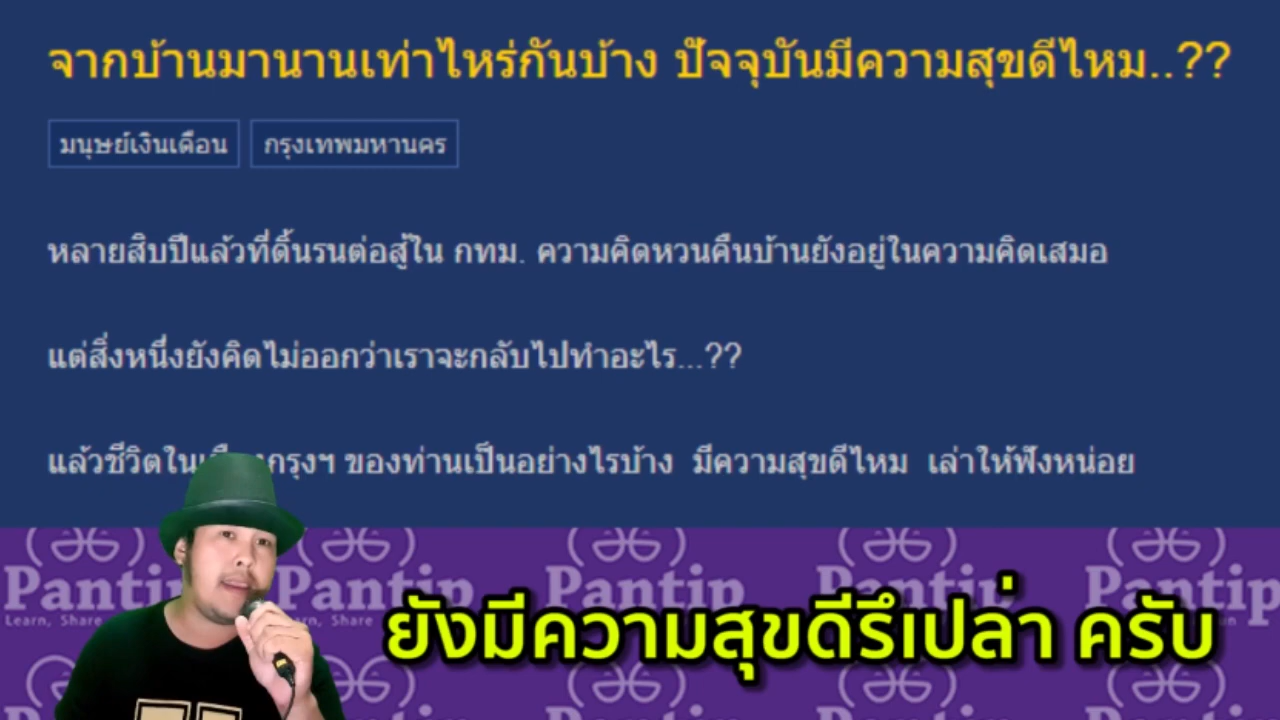 จากบ้านมานานเท่าไหร่กันบ้าง ปัจจุบันมีความสุขดีไหม..??
มนุษย์เงินเดือน กรุงเทพมหานคร
หลายสิบปีแล้วที่ดิ้นรนต่อสู้ใน กทม. ความคิดหวนคืนบ้านยังอยู่ในความคิดเสมอ
แต่สิ่งหนึ่งยังคิดไม่ออกว่าเราจะกลับไปทำอะไร...??
แล้วชีวิตใน กรุงฯ ของท่านเป็นอย่างไรบ้าง มีความสุขดีไหม เล่าให้ฟังหน่อย
Pantip Pantip Pantip Pantip Pantip
Learn, Share
ยังมีความสุขดีรึเปล่า ครับ